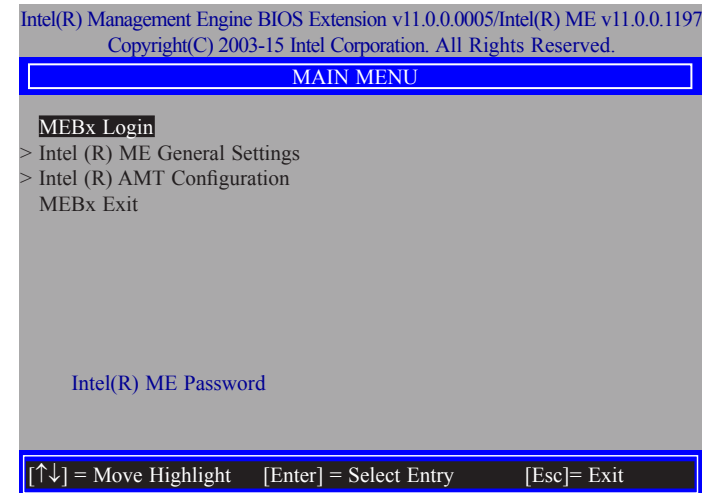 Intel(R) Management Engine BIOS Extension v11.0.0.0005/Intel(R) ME v11.0.0.1197
Copyright(C) 2003-15 Intel Corporation. All Rights Reserved.
MAIN MENU
MEBx Login
> Intel (R) ME General Settings
> Intel (R) AMT Configuration
MEBx Exit
Intel(R) ME Password
[↑↓] = Move Highlight [Enter] = Select Entry [Esc]= Exit